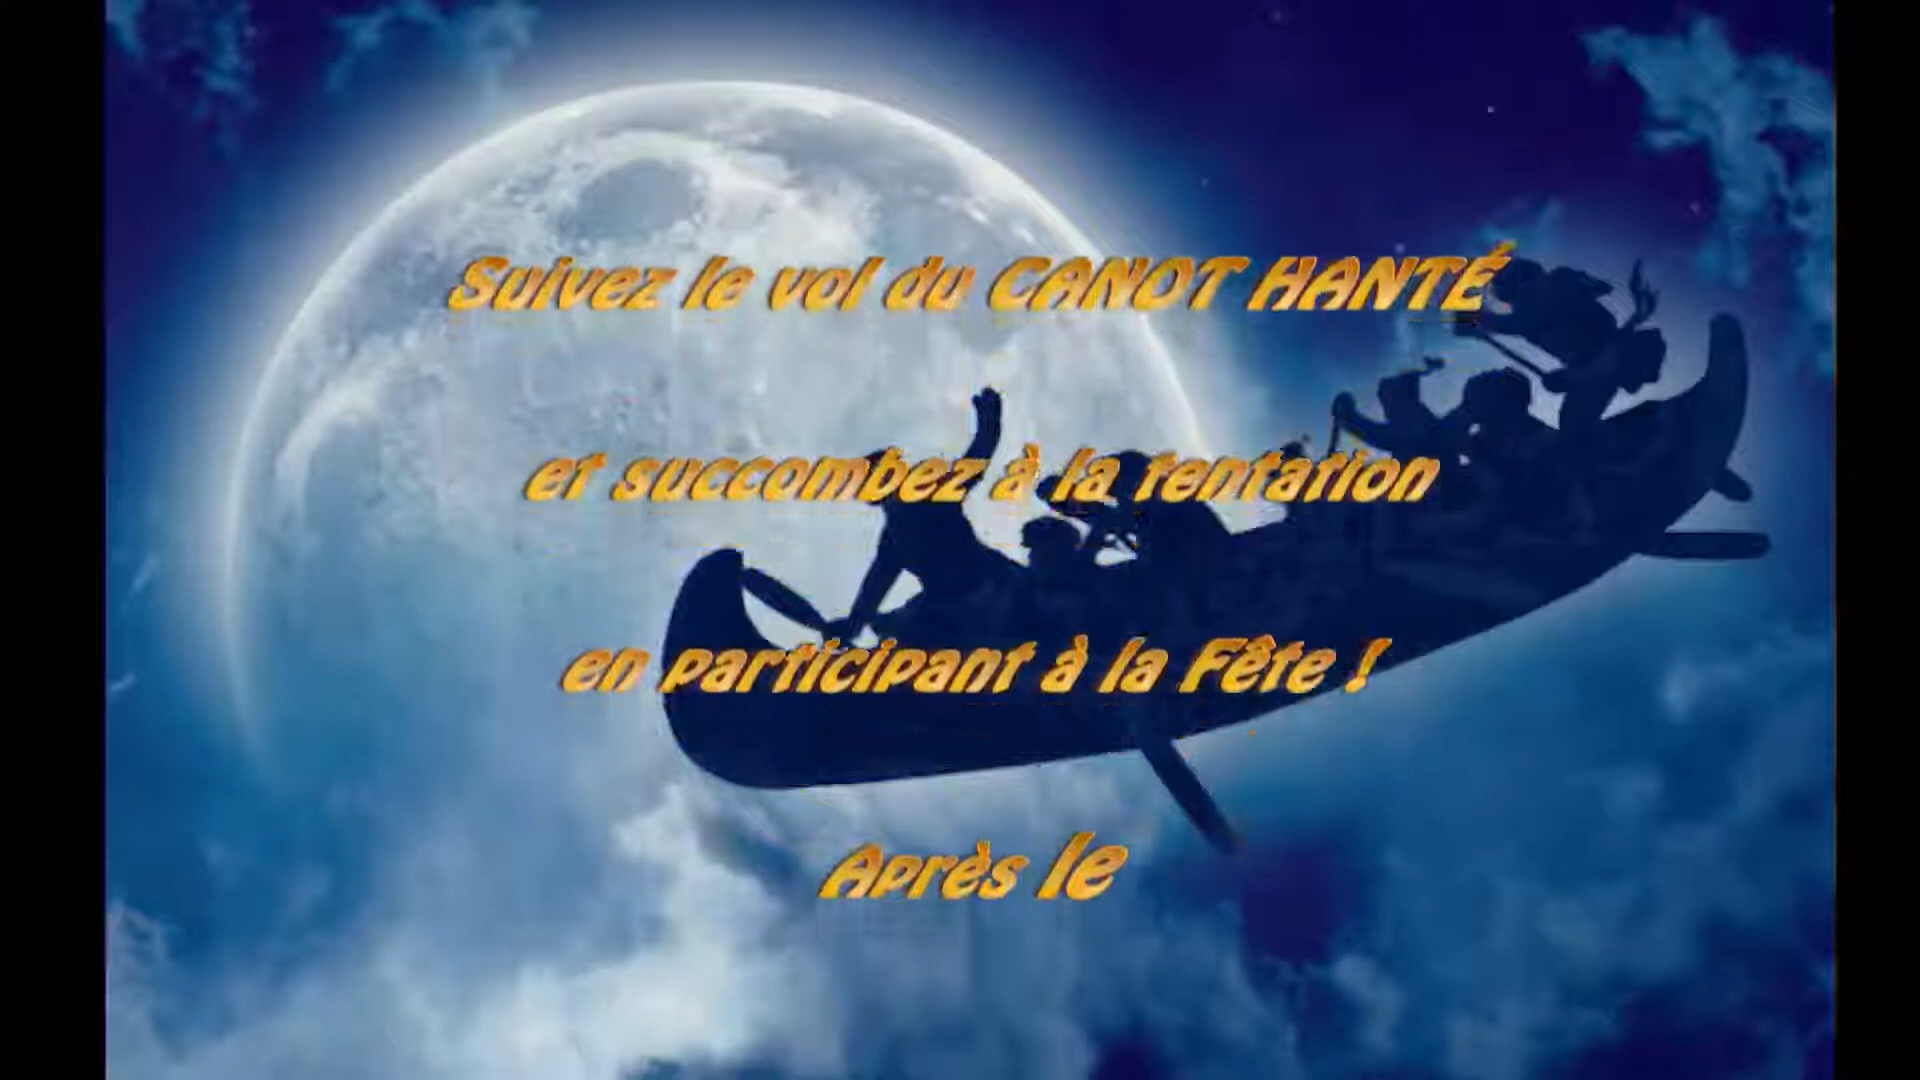 Suivez le vol du CANOT HANTÉ
et succombez à la tentation
en participant à la Fête !
Après le